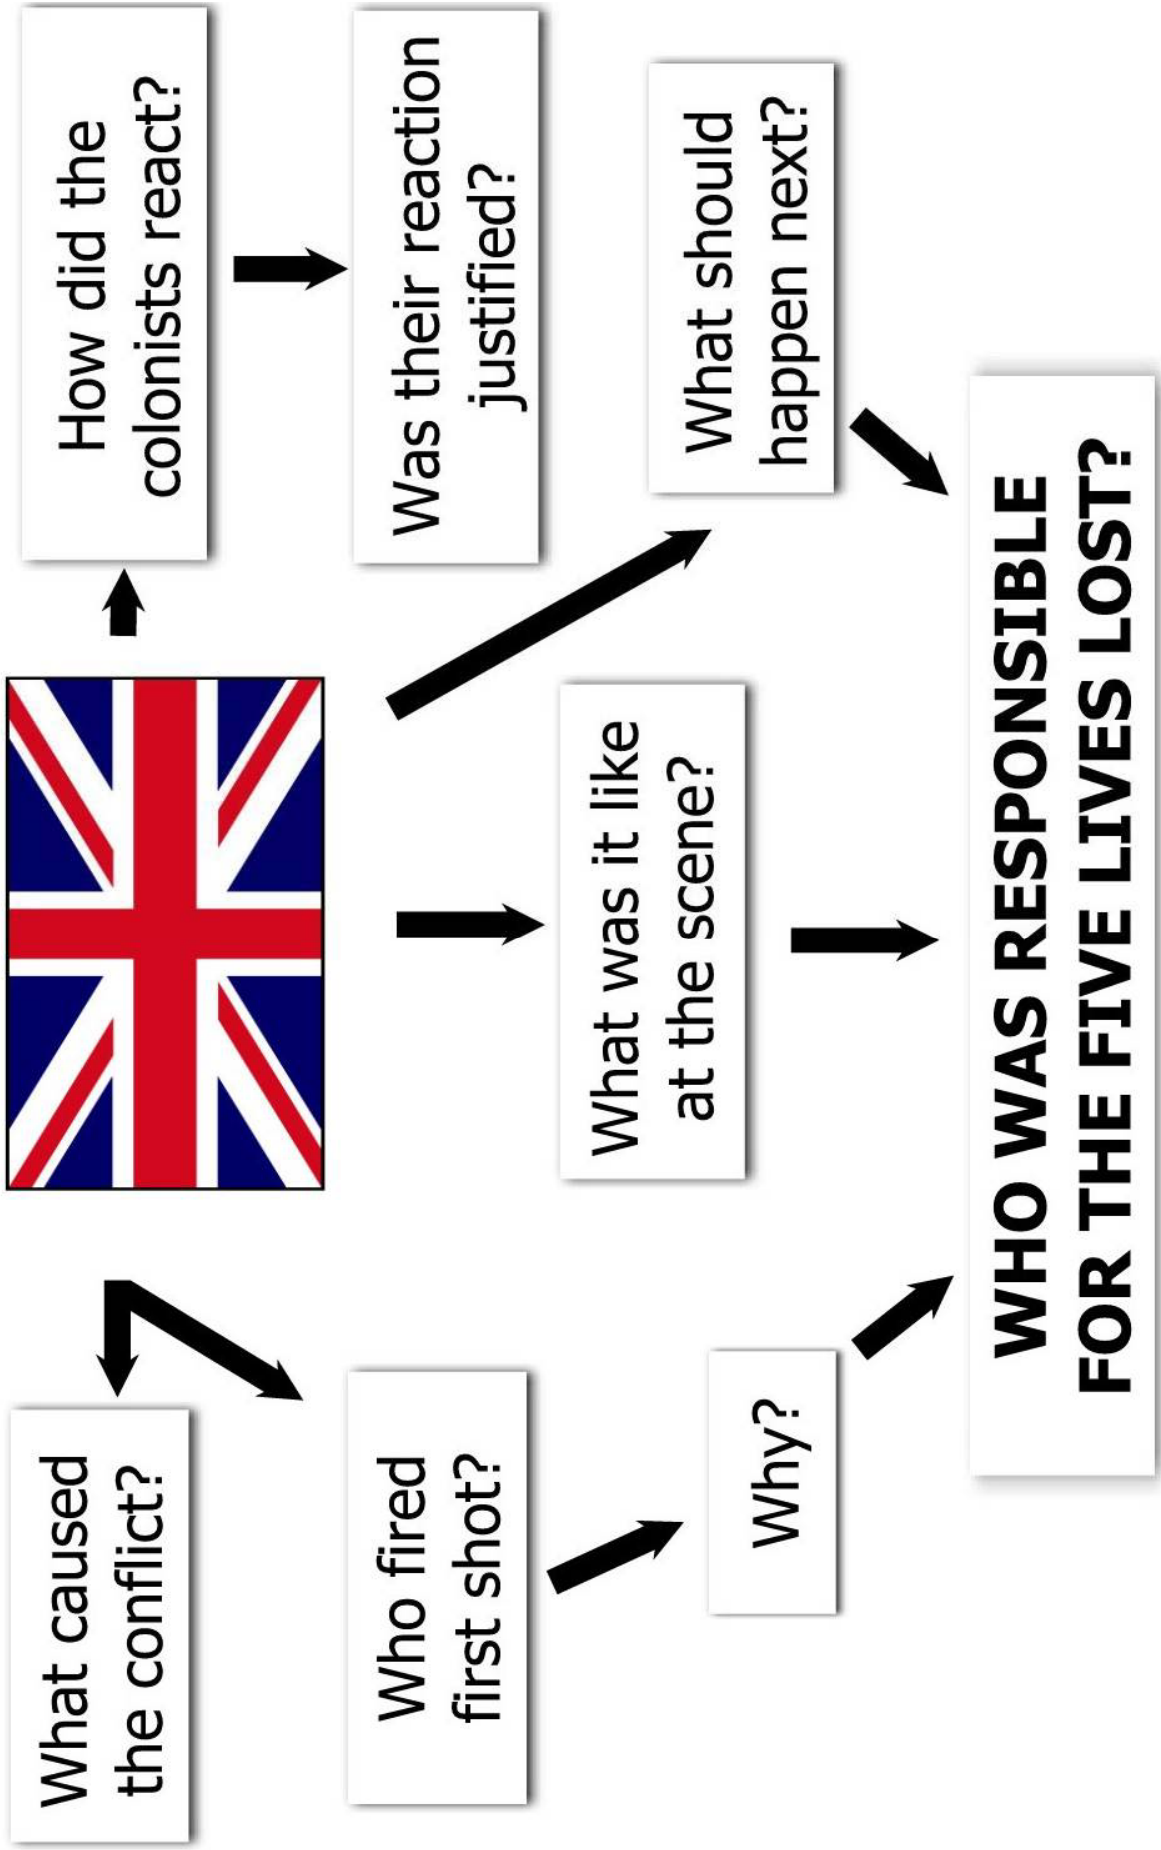 What caused
the conflict?
How did the
colonists react?
Who fired
first shot?
Was their reaction
justified?
What was it like
at the scene?
What should
happen next?
Why?
WHO WAS RESPONSIBLE
FOR THE FIVE LIVES LOST?